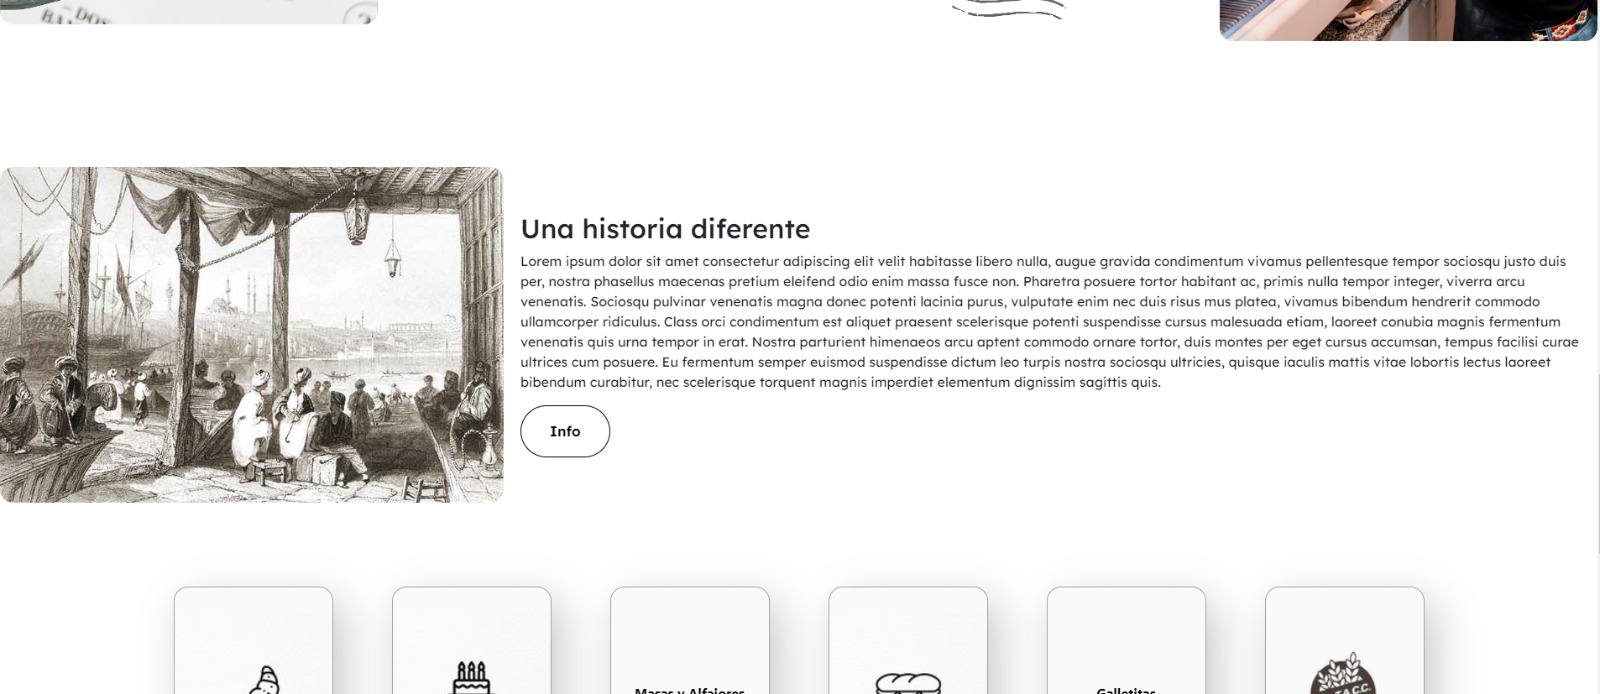 Una historia diferente
Lorem ipsum dolor sit amet consectetur adipiscing elit velit habitasse libero nulla, augue gravida condimentum vivamus pellentesque tempor sociosqu justo duis
per, nostra phasellus maecenas pretium eleifend odio enim massa fusce non. Pharetra posuere tortor habitant ac, primis nulla tempor integer, viverra arcu
venenatis. Sociosqu pulvinar venenatis magna donec potenti lacinia purus, vulputate enim nec duis risus mus platea, vivamus bibendum hendrerit commodo
ullamcorper ridiculus. Class orci condimentum est aliquet praesent scelerisque potenti suspendisse cursus malesuada etiam, laoreet conubia magnis fermentum
venenatis quis urna tempor in erat. Nostra parturient himenaeos arcu aptent commodo ornare tortor, duis montes per eget cursus accumsan, tempus facilisi curae
ultrices cum posuere. Eu fermentum semper euismod suspendisse dictum leo turpis nostra sociosqu ultricies, quisque iaculis mattis vitae lobortis lectus laoreet
bibendum curabitur, nec scelerisque torquent magnis imperdiet elementum dignissim sagittis quis.
Info
Masas y Alfajores
Galletitas